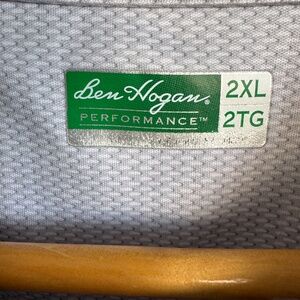 Ben Hogan®
PERFORMANCE™
2XL
2TG